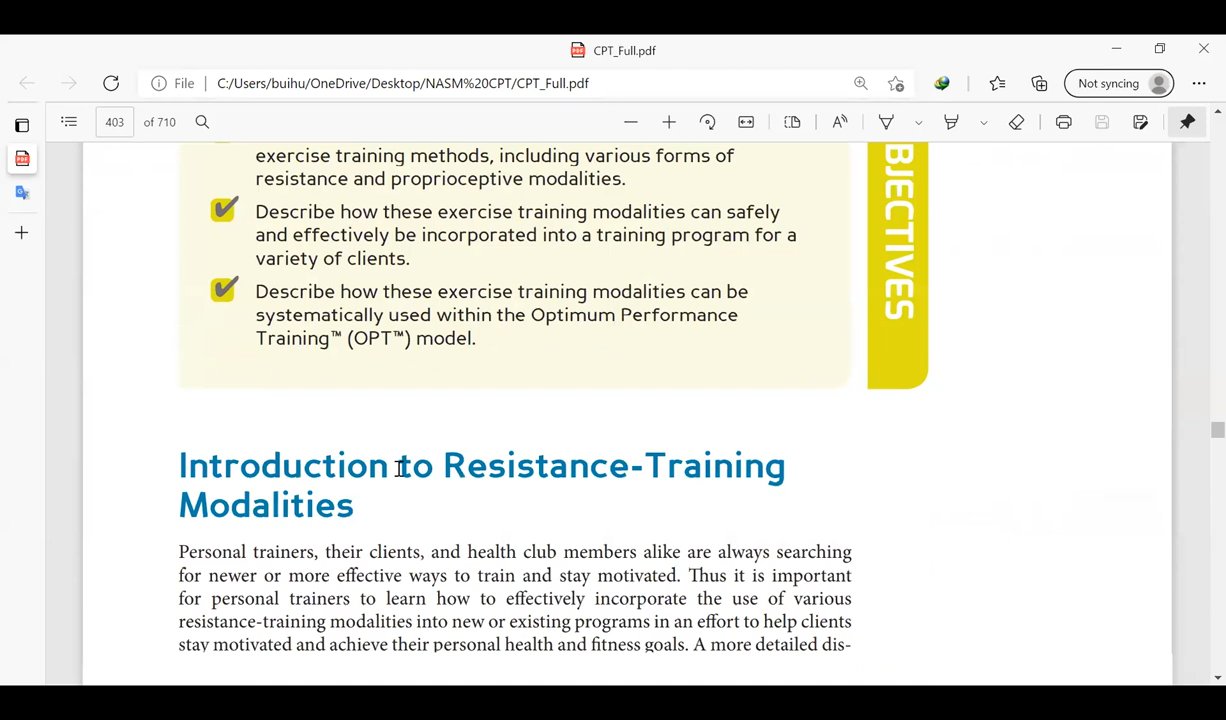 CPT_Full.pdf
File
C:/Users/buihu/OneDrive/Desktop/NASM%20CPT/CPT_Full.pdf
Not syncing
403
of 710
exercise training methods, including various forms of
resistance and proprioceptive modalities.
Describe how these exercise training modalities can safely
and effectively be incorporated into a training program for a
variety of clients.
Describe how these exercise training modalities can be
systematically used within the Optimum Performance
Training™ (OPT™) model.
BJECTIVES
Introduction to Resistance-Training
Modalities
Personal trainers, their clients, and health club members alike are always searching
for newer or more effective ways to train and stay motivated. Thus it is important
for personal trainers to learn how to effectively incorporate the use of various
resistance-training modalities into new or existing programs in an effort to help clients
stay motivated and achieve their personal health and fitness goals. A more detailed dis-